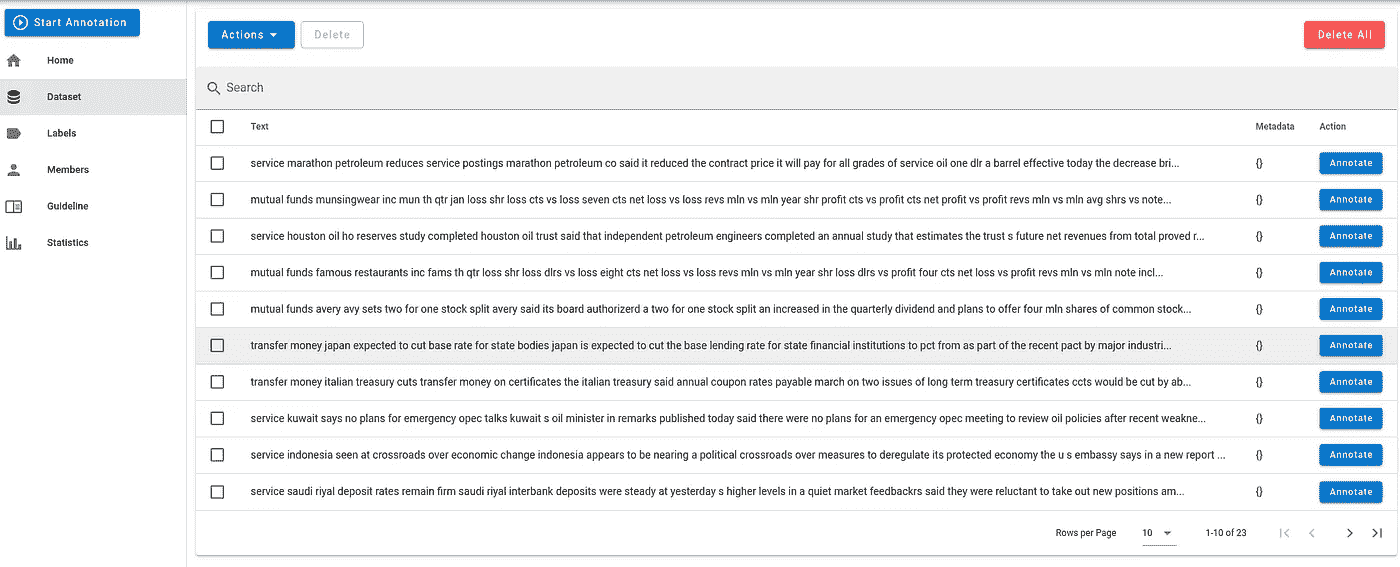 Start Annotation
Actions
Delete
Delete All
Home
Search
Dataset
Text Metadata Action
Labels
service marathon petroleum reduces service postings marathon petroleum co said it reduced the contract price it will pay for all grades of service oil one dlr a barrel effective today the decrease bri... {} Annotate
Members
mutual funds munsingwear inc mun th qtr jan loss shr loss cts vs loss seven cts net loss vs loss revs mln vs mln year shr profit cts vs profit cts net profit vs profit revs mln vs mln avg shrs vs note... {} Annotate
Guideline
service houston oil ho reserves study completed houston oil trust said that independent petroleum engineers completed an annual study that estimates the trust s future net revenues from total proved r... {} Annotate
Statistics
mutual funds famous restaurants inc fams th qtr loss shr loss dlrs vs loss eight cts net loss vs loss revs mln vs mln year shr loss dlrs vs profit four cts net loss vs profit revs mln vs mln note incl... {} Annotate
mutual funds avery avy sets two for one stock split avery said its board authorizerd a two for one stock split an increased in the quarterly dividend and plans to offer four mln shares of common stock... {} Annotate
transfer money japan expected to cut base rate for state bodies japan is expected to cut the base lending rate for state financial institutions to pct from as part of the recent pact by major industri... {} Annotate
transfer money italian treasury cuts transfer money on certificates the italian treasury said annual coupon rates payable march on two issues of long term treasury certificates ccts would be cut by ab... {} Annotate
service kuwait says no plans for emergency opec talks kuwait s oil minister in remarks published today said there were no plans for an emergency opec meeting to review oil policies after recent weakne... {} Annotate
service indonesia seen at crossroads over economic change indonesia appears to be nearing a political crossroads over measures to deregulate its protected economy the u s embassy says in a new report ... {} Annotate
service saudi riyal deposit rates remain firm saudi riyal interbank deposits were steady at yesterday s higher levels in a quiet market feedbackrs said they were reluctant to take out new positions am... {} Annotate
Rows per Page 10 1-10 of 23